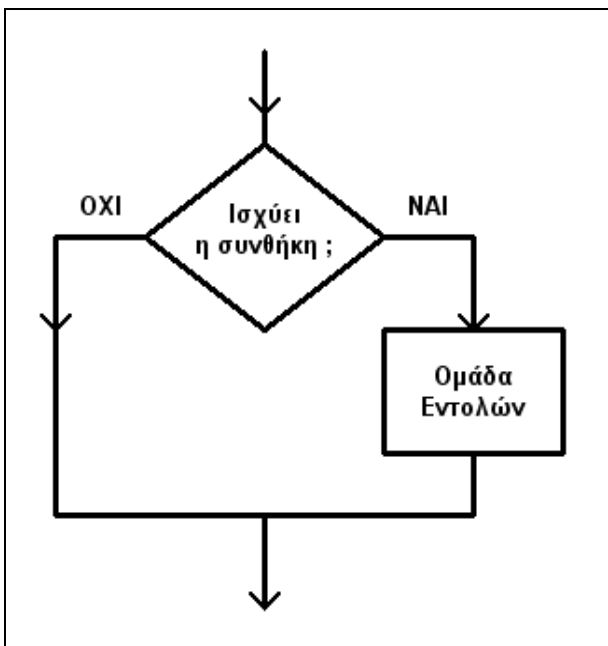 ΟΧΙ
Ισχύει
η συνθήκη ;
ΝΑΙ
Ομάδα
Εντολών